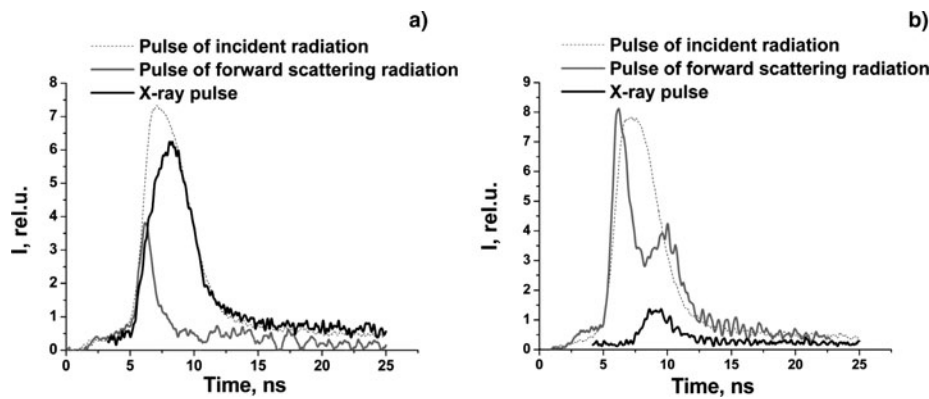 a)
Pulse of incident radiation
Pulse of forward scattering radiation
X-ray pulse
8
7
6
5
4
3
2
1
0
I, rel.u.
0 5 10 15 20 25
Time, ns
b)
Pulse of incident radiation
Pulse of forward scattering radiation
X-ray pulse
9
8
7
6
5
4
3
2
1
0
I, rel.u.
0 5 10 15 20 25
Time, ns